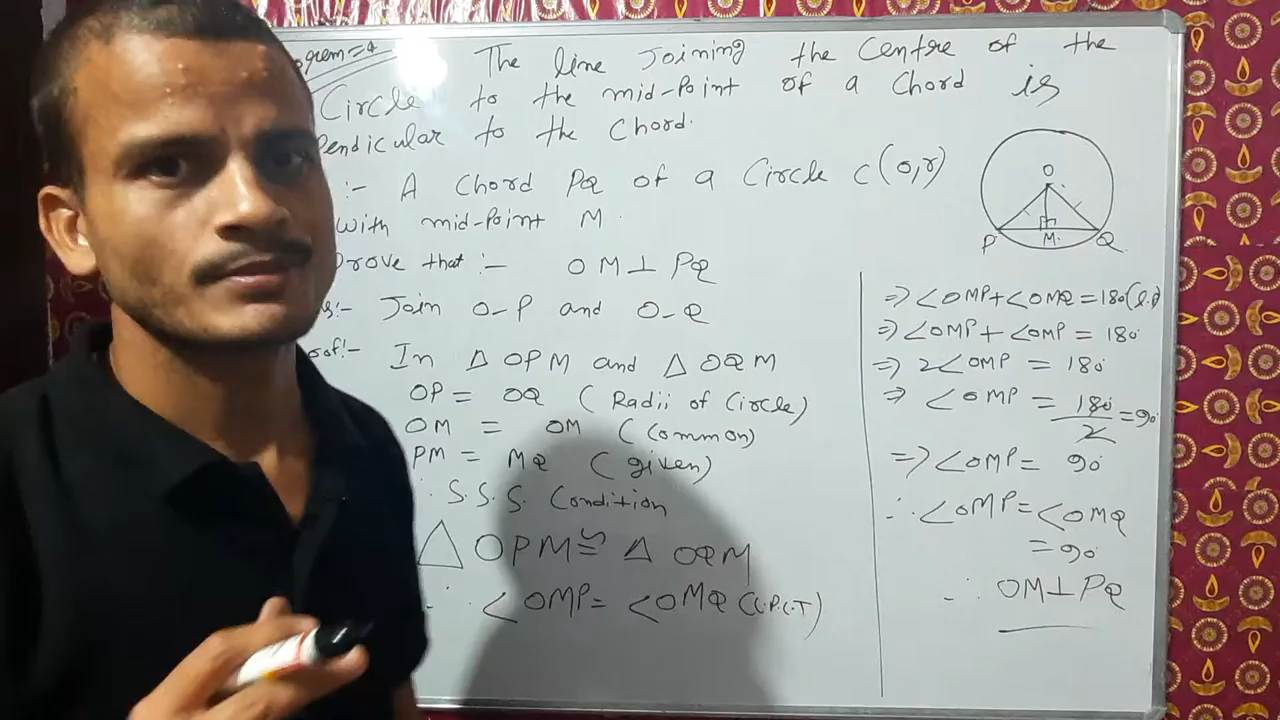 orem=4 The line Joining the Centre of the
Circle to the mid-Point of a Chord is
Pendicular to the Chord.
:- A Chord PQ of a Circle C(O,r)
With mid-Point M.
Prove that :- OM⊥PQ
:- Join O-P and O-Q
oof:- In △ OPM and △ OQM
OP = OQ (Radii of Circle)
OM = OM (Common)
PM = MQ (given)
∴ S.S.S. Condition
△ OPM ≅ △ OQM
∴ ∠OMP = ∠OMQ (C.P.C.T)
O
P M Q
⇒ ∠OMP+∠OMQ = 180° (l.p)
⇒ ∠OMP + ∠OMP = 180°
⇒ 2∠OMP = 180°
⇒ ∠OMP = 180°/2 = 90°
⇒ ∠OMP = 90°
∴ ∠OMP = ∠OMQ
= 90°
∴ OM⊥PQ